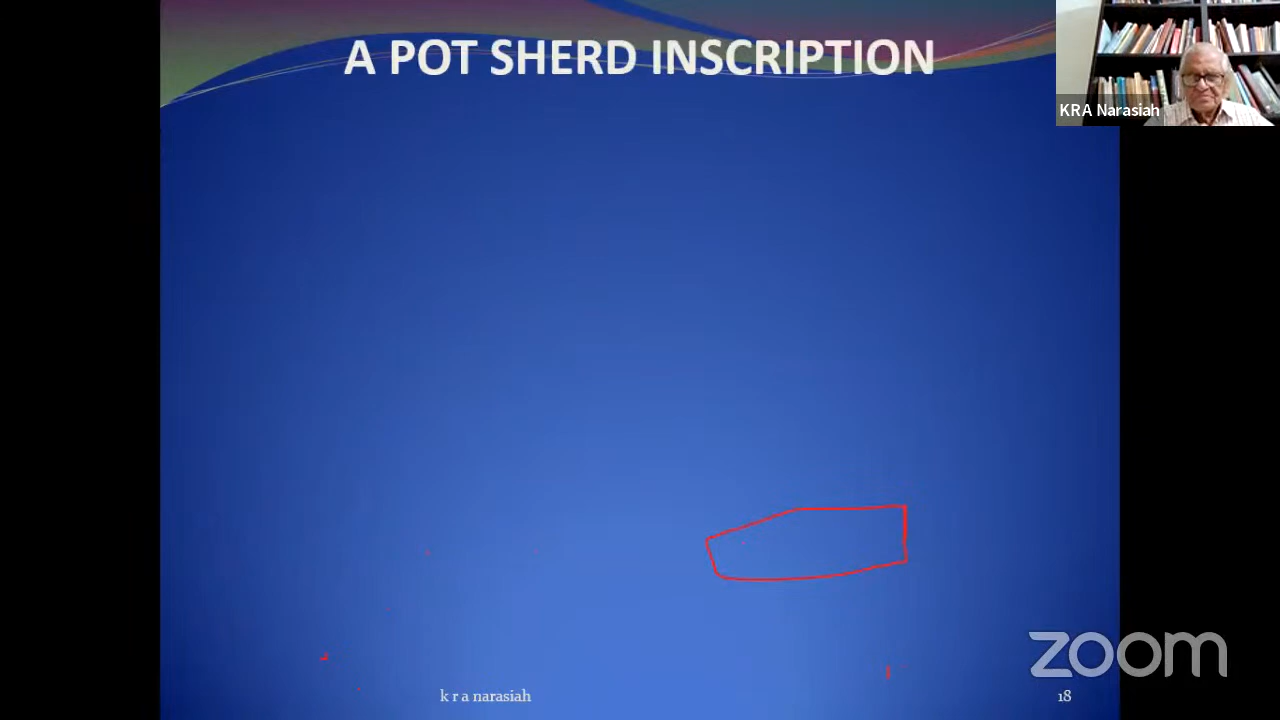 A POT SHERD INSCRIPTION
KRA Narasiah
zoom
k r a narasiah
18